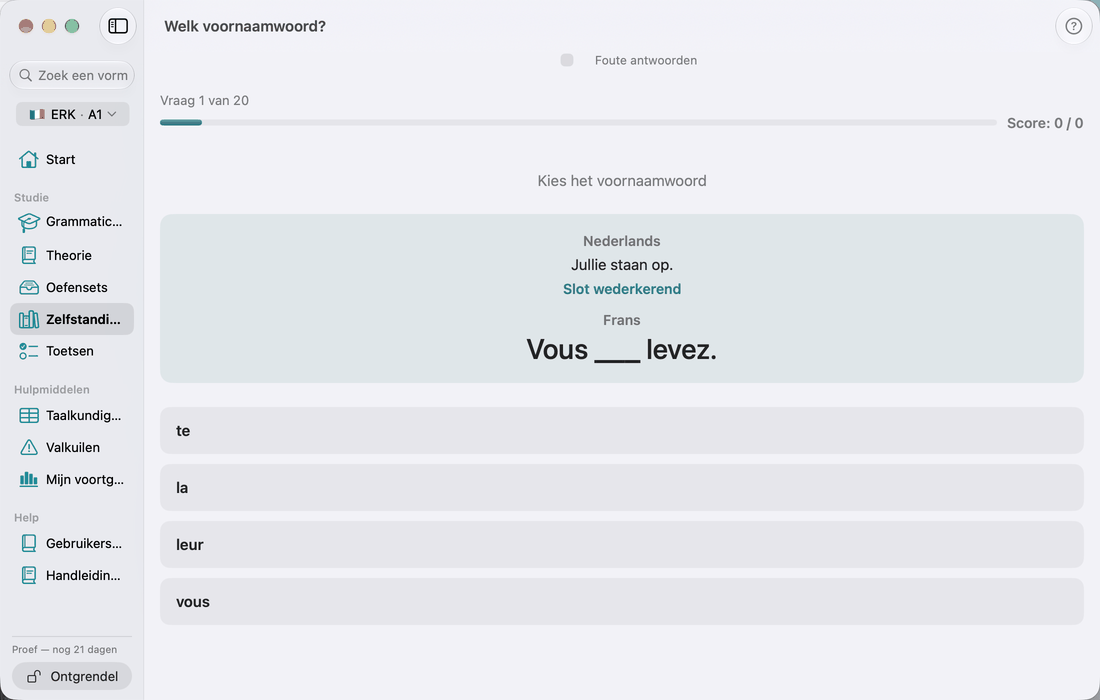 Welk voornaamwoord?
?
Zoek een vorm
Foute antwoorden
ERK · A1
Vraag 1 van 20
Score: 0 / 0
Start
Studie
Grammatic...
Theorie
Oefensets
Zelfstandi...
Toetsen
Hulpmiddelen
Taalkundig...
Valkuilen
Mijn voortg...
Help
Gebruikers...
Handleidin...
Proef — nog 21 dagen
Ontgrendel
Kies het voornaamwoord
Nederlands
Jullie staan op.
Slot wederkerend
Frans
Vous ___ levez.
te
la
leur
vous